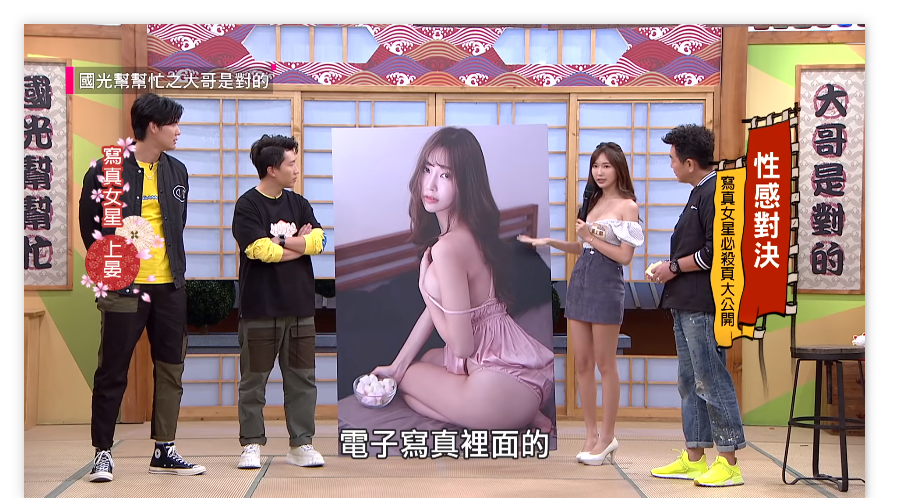 國光幫幫忙之大哥是對的
國光幫幫忙
大哥是對的
寫真女星
上晏
性感對決
寫真女星必殺頁大公開
電子寫真裡面的